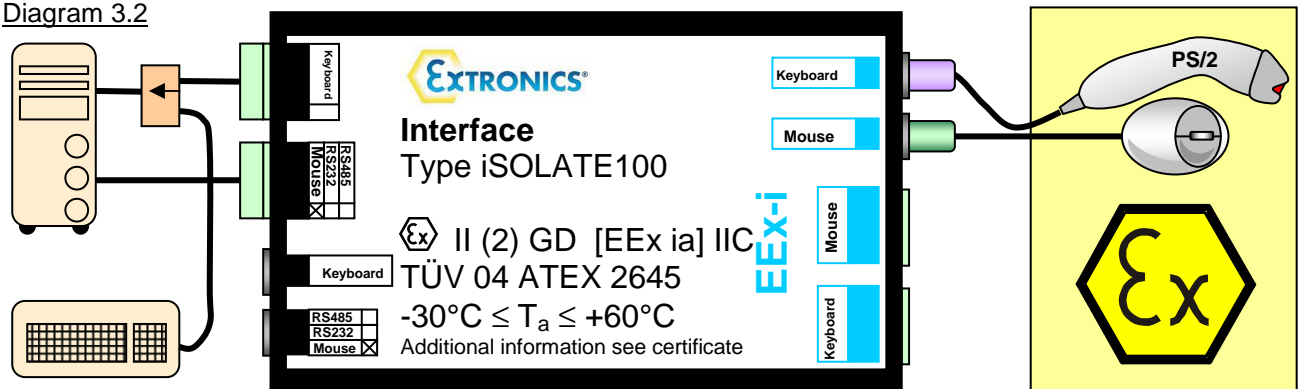 Diagram 3.2
Keyboard
RS485
RS232
Mouse
Keyboard
RS485
RS232
Mouse
EXTRONICS®
Interface
Type iSOLATE100
Ex II (2) GD [EEx ia] IIC
TÜV 04 ATEX 2645
-30°C ≤ Ta ≤ +60°C
Additional information see certificate
Keyboard
Mouse
EEx-i
Mouse
Keyboard
PS/2
Ex